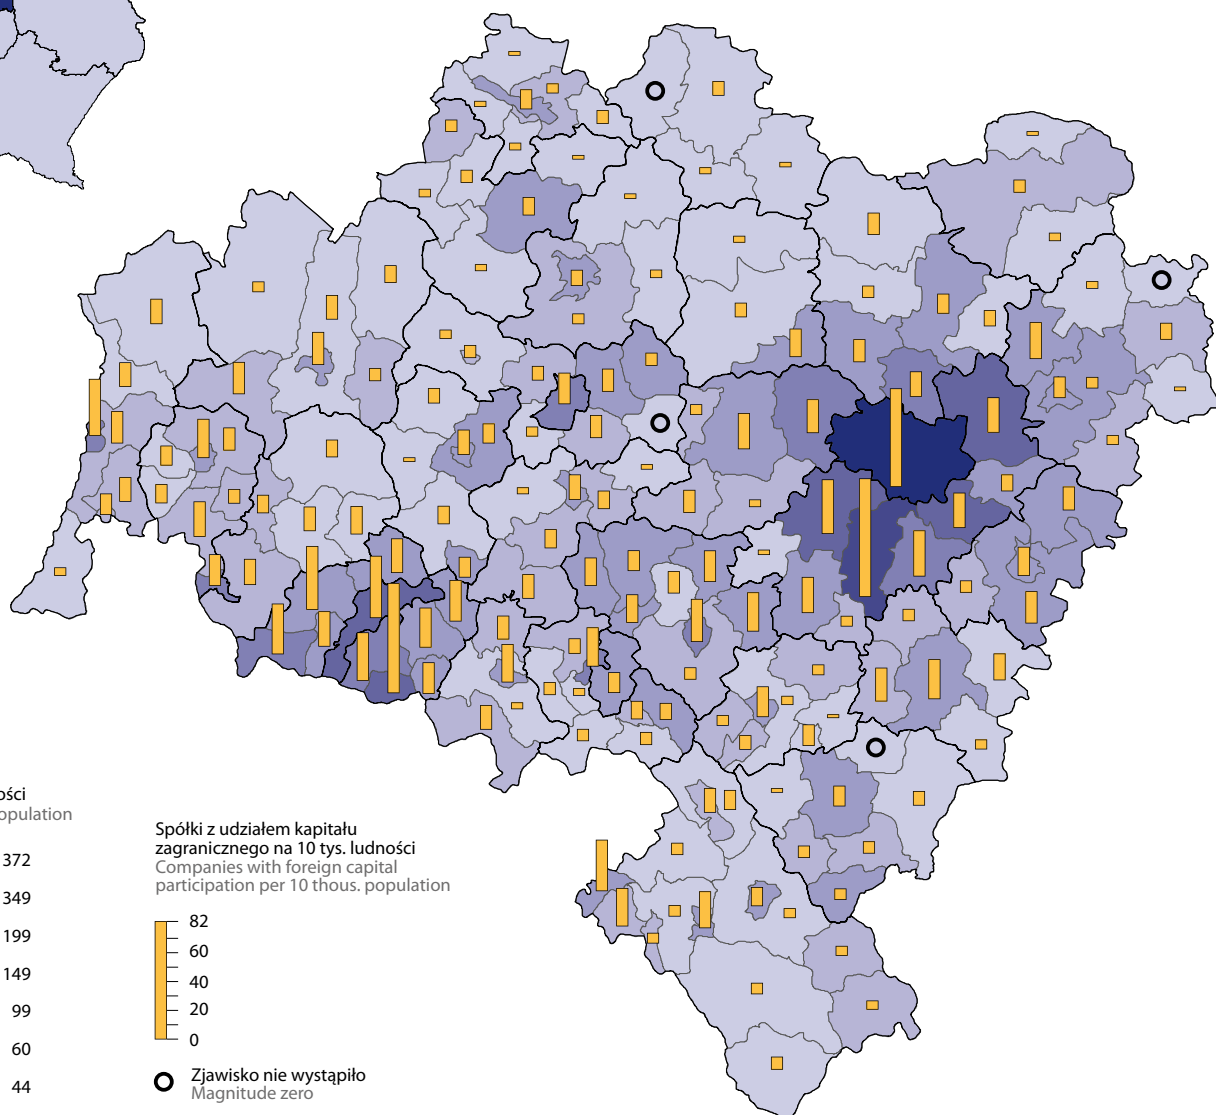 ości
opulation
372
349
199
149
99
60
44
Spółki z udziałem kapitału
zagranicznego na 10 tys. ludności
Companies with foreign capital
participation per 10 thous. population
82
60
40
20
0
Zjawisko nie wystąpiło
Magnitude zero